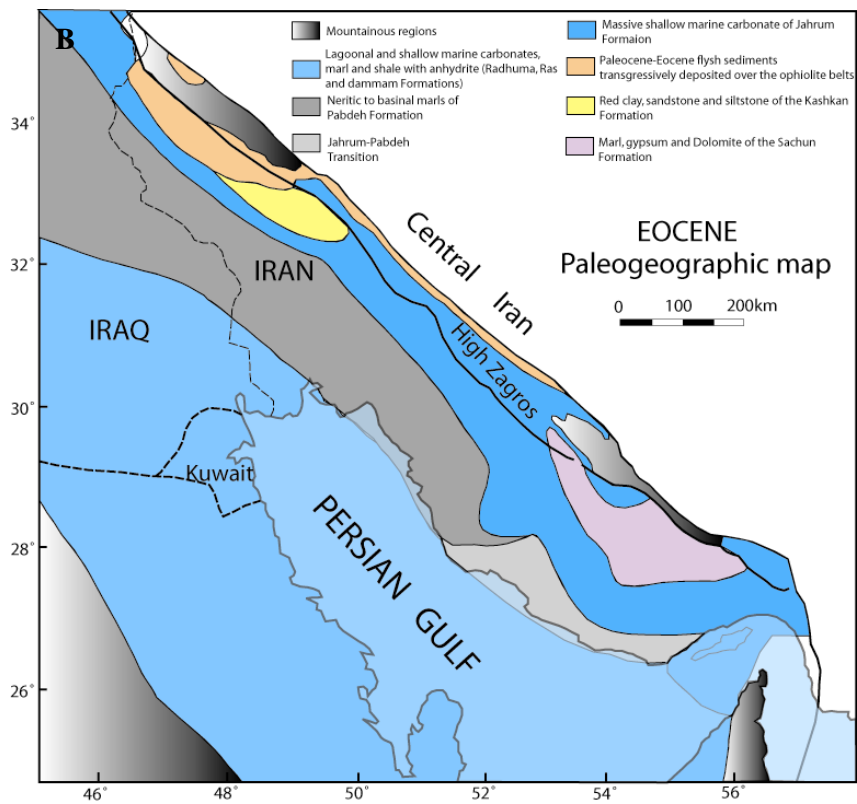 B
Mountainous regions
Lagoonal and shallow marine carbonates,
marl and shale with anhydrite (Radhuma, Ras
and dammam Formations)
Neritic to basinal marls of
Pabdeh Formation
Jahrum-Pabdeh
Transition
Massive shallow marine carbonate of Jahrum
Formaion
Paleocene-Eocene flysh sediments
transgressively deposited over the ophiolite belts
Red clay, sandstone and siltstone of the Kashkan
Formation
Marl, gypsum and Dolomite of the Sachun
Formation
EOCENE
Paleogeographic map
0 100 200km
Central Iran
High Zagros
IRAN
IRAQ
Kuwait
PERSIAN GULF
34°
32°
30°
28°
26°
46° 48° 50° 52° 54° 56°